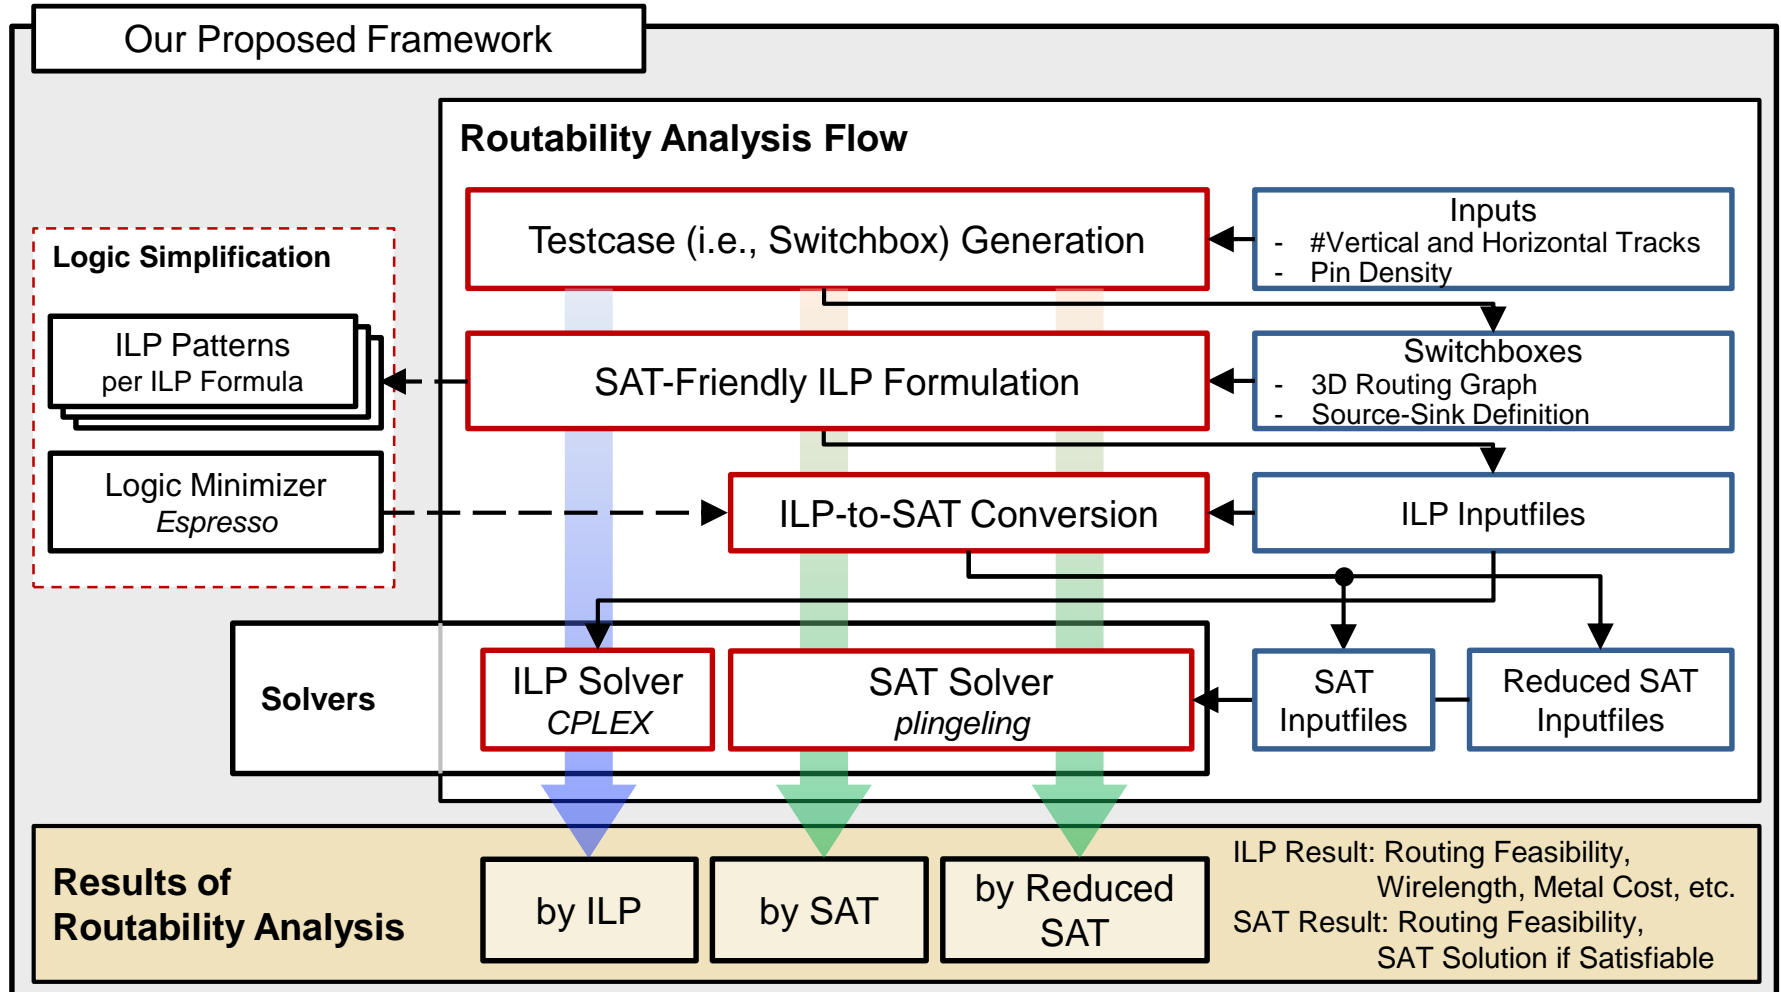 Our Proposed Framework
Routability Analysis Flow
Testcase (i.e., Switchbox) Generation
Inputs
- #Vertical and Horizontal Tracks
- Pin Density
Logic Simplification
ILP Patterns
per ILP Formula
SAT-Friendly ILP Formulation
Switchboxes
- 3D Routing Graph
- Source-Sink Definition
Logic Minimizer
Espresso
ILP-to-SAT Conversion
ILP Inputfiles
Solvers
ILP Solver
CPLEX
SAT Solver
plingeling
SAT
Inputfiles
Reduced SAT
Inputfiles
Results of
Routability Analysis
by ILP
by SAT
by Reduced
SAT
ILP Result: Routing Feasibility,
Wirelength, Metal Cost, etc.
SAT Result: Routing Feasibility,
SAT Solution if Satisfiable